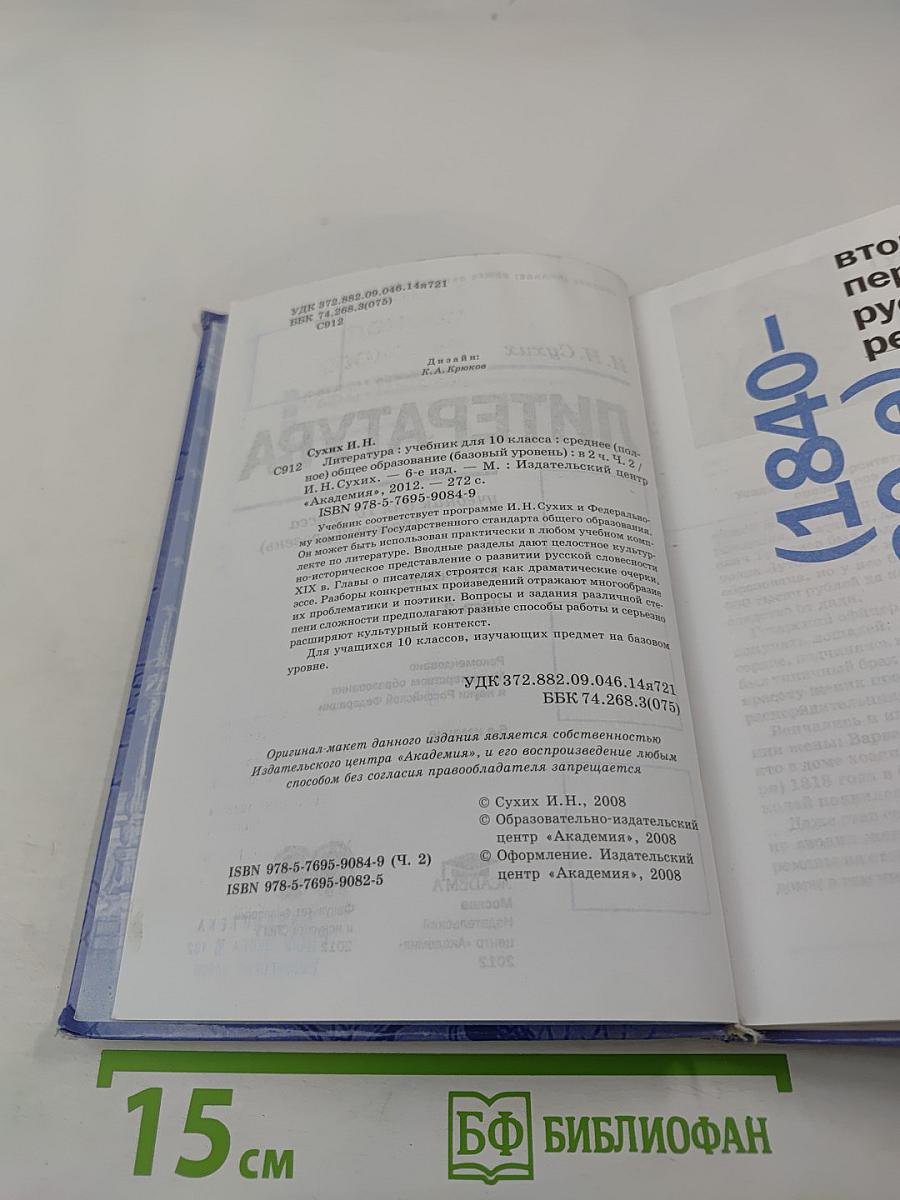 УДК 372.882.09.046.14я721
ББК 74.268.3(075)
С912
Дизайн:
К. А. Крюков
Сухих И. Н.
С912 Литература : учебник для 10 класса : среднее (пол-
ное) общее образование (базовый уровень) : в 2 ч. Ч. 2 /
И. Н. Сухих. — 6-е изд. — М. : Издательский центр
«Академия», 2012. — 272 с.
ISBN 978-5-7695-9084-9
Учебник соответствует программе И. Н. Сухих и Федерально-
му компоненту Государственного стандарта общего образования.
Он может быть использован практически в любом учебном комп-
лекте по литературе. Вводные разделы дают целостное культур-
но-историческое представление о развитии русской словесности
XIX в. Главы о писателях строятся как драматические очерки,
эссе. Разборы конкретных произведений отражают многообразие
их проблематики и поэтики. Вопросы и задания различной сте-
пени сложности предполагают разные способы работы и серьезно
расширяют культурный контекст.
Для учащихся 10 классов, изучающих предмет на базовом
уровне.
УДК 372.882.09.046.14я721
ББК 74.268.3(075)
Оригинал-макет данного издания является собственностью
Издательского центра «Академия», и его воспроизведение любым
способом без согласия правообладателя запрещается
© Сухих И. Н., 2008
© Образовательно-издательский
центр «Академия», 2008
ISBN 978-5-7695-9084-9 (Ч. 2)
© Оформление. Издательский
ISBN 978-5-7695-9082-5
центр «Академия», 2008
(1840–
15 см
БФ БИБЛИОФАН